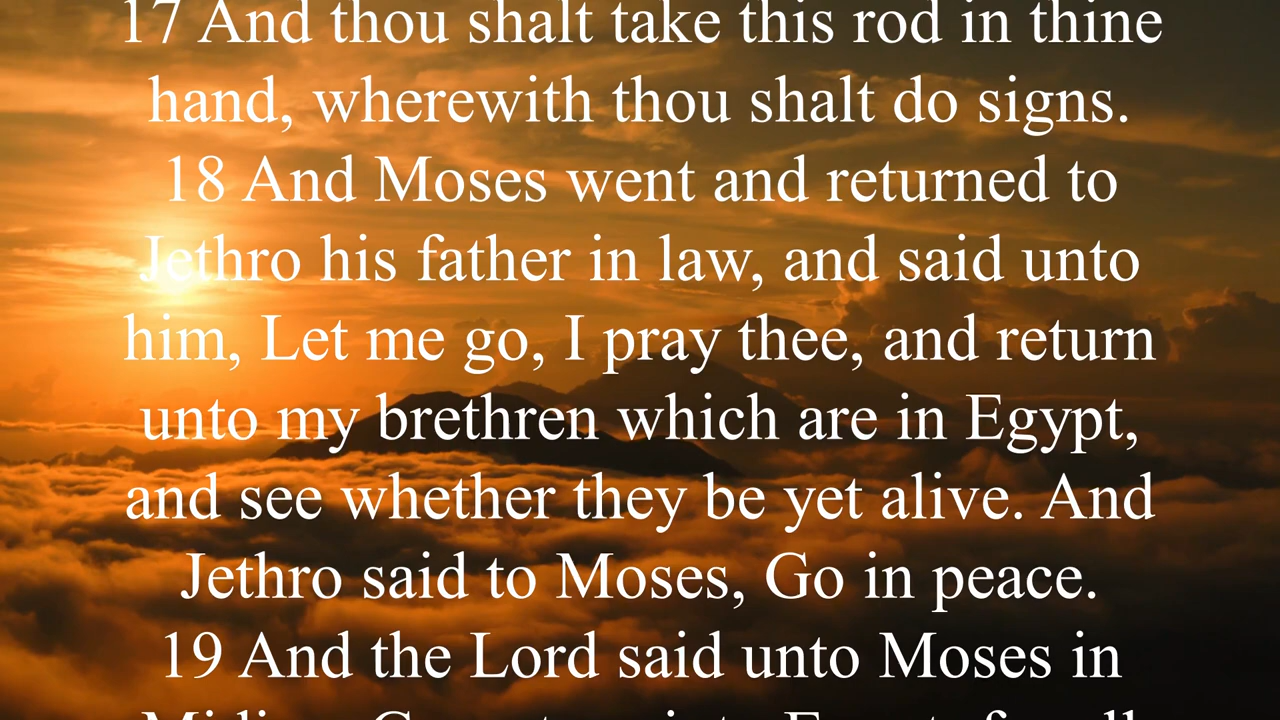 17 And thou shalt take this rod in thine
hand, wherewith thou shalt do signs.
18 And Moses went and returned to
Jethro his father in law, and said unto
him, Let me go, I pray thee, and return
unto my brethren which are in Egypt,
and see whether they be yet alive. And
Jethro said to Moses, Go in peace.
19 And the Lord said unto Moses in